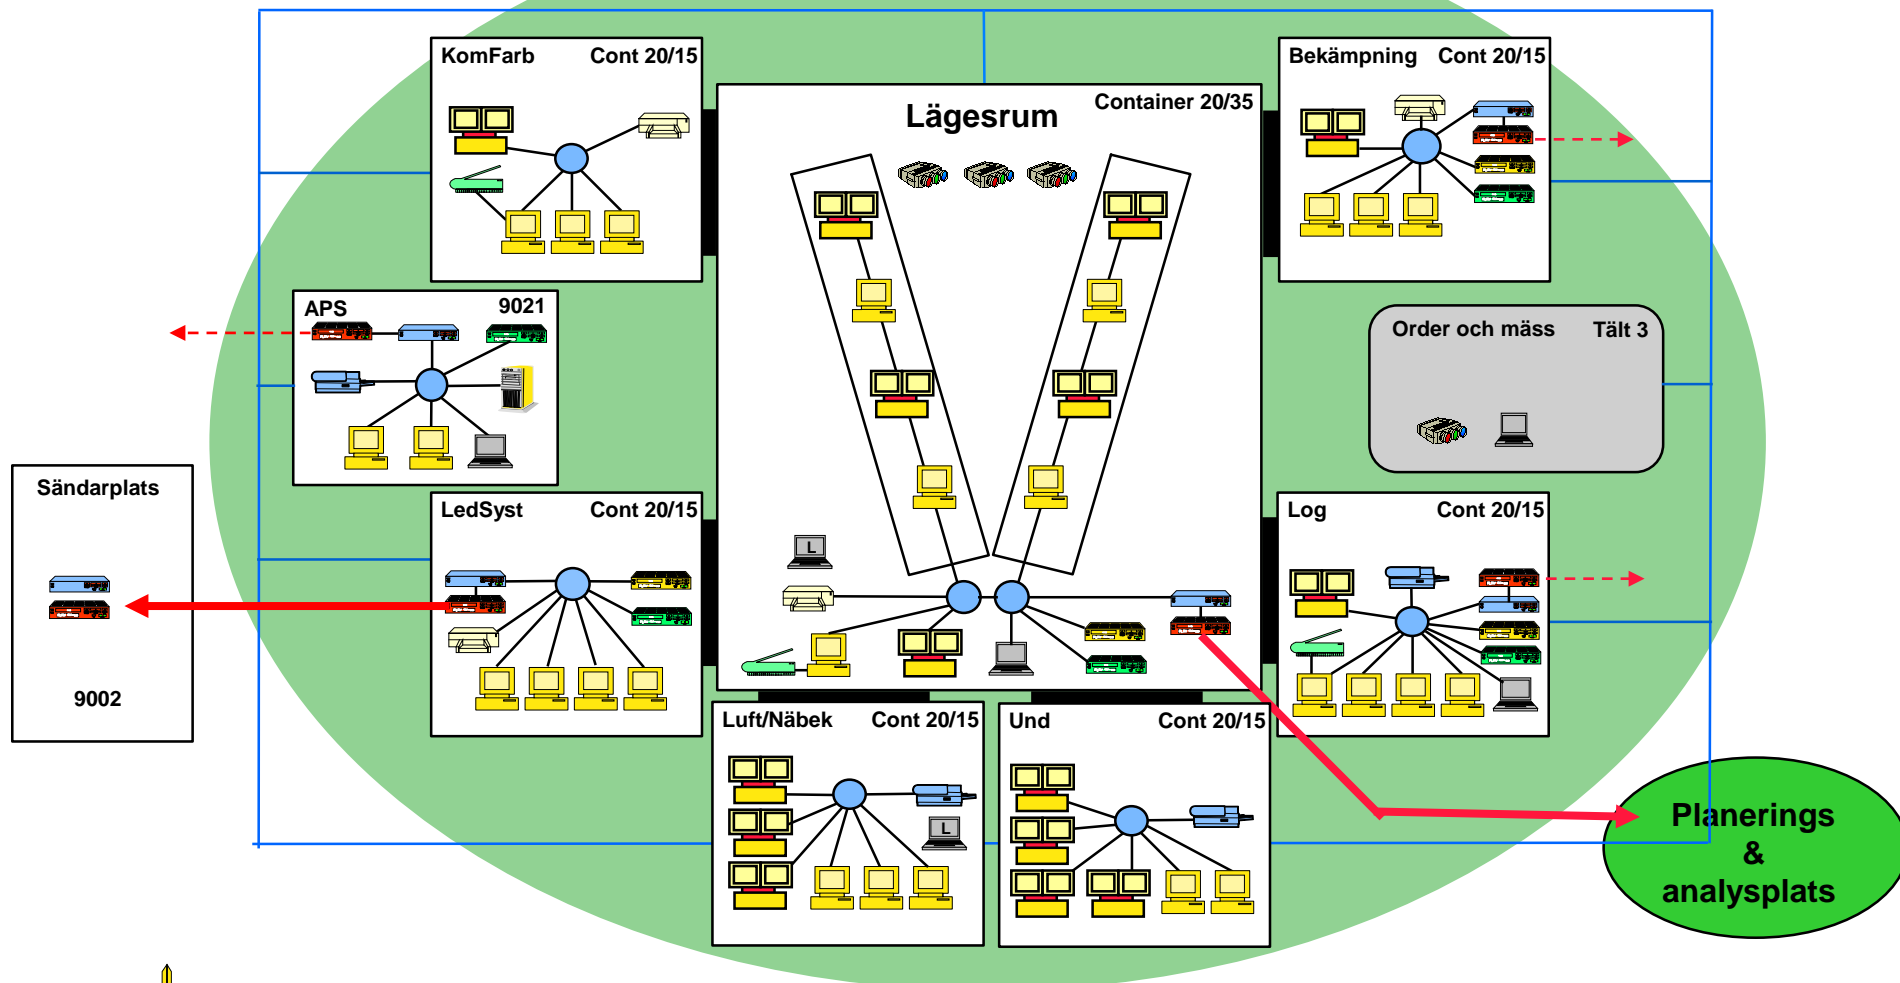 KomFarb Cont 20/15
Bekämpning Cont 20/15
Lägesrum
Container 20/35
APS 9021
Order och mäss Tält 3
Sändarplats
9002
LedSyst Cont 20/15
Log Cont 20/15
L
Luft/Näbek Cont 20/15
L
Und Cont 20/15
Planerings
&
analysplats